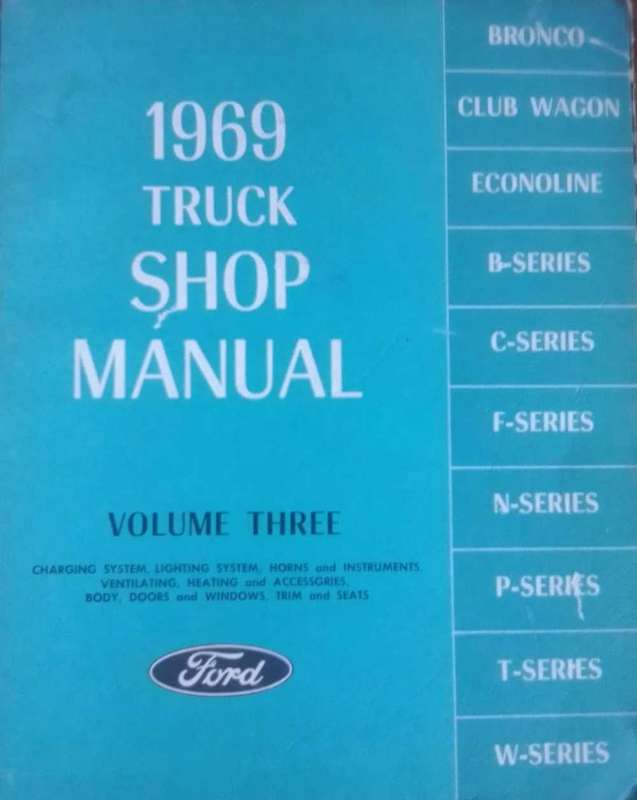 1969
TRUCK
SHOP
MANUAL
VOLUME THREE
CHARGING SYSTEM, LIGHTING SYSTEM, HORNS and INSTRUMENTS,
VENTILATING, HEATING and ACCESSORIES,
BODY, DOORS and WINDOWS, TRIM and SEATS
Ford
BRONCO
CLUB WAGON
ECONOLINE
B-SERIES
C-SERIES
F-SERIES
N-SERIES
P-SERIES
T-SERIES
W-SERIES